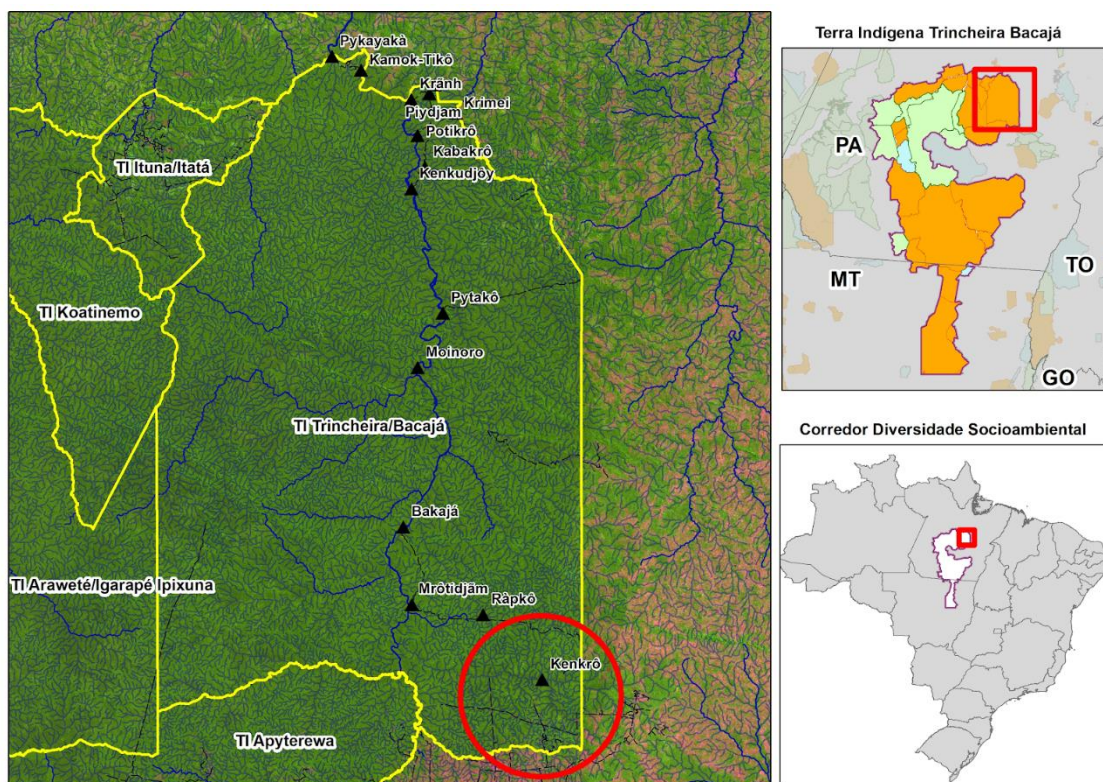 Pykayakà
Kamok-Tikô
Krãnh
Krimei
Piydjam
Potikrô
Kabakrô
Kenkudjöy
TI Ituna/Itatá
TI Koatinemo
Pytakô
Moinoro
TI Trincheira/Bacajá
Bakajá
TI Araweté/Igarapé Ipixuna
Mrôtidjãm
Ràpkô
Kenkrô
TI Apyterewa
Terra Indígena Trincheira Bacajá
PA
MT
TO
GO
Corredor Diversidade Socioambiental